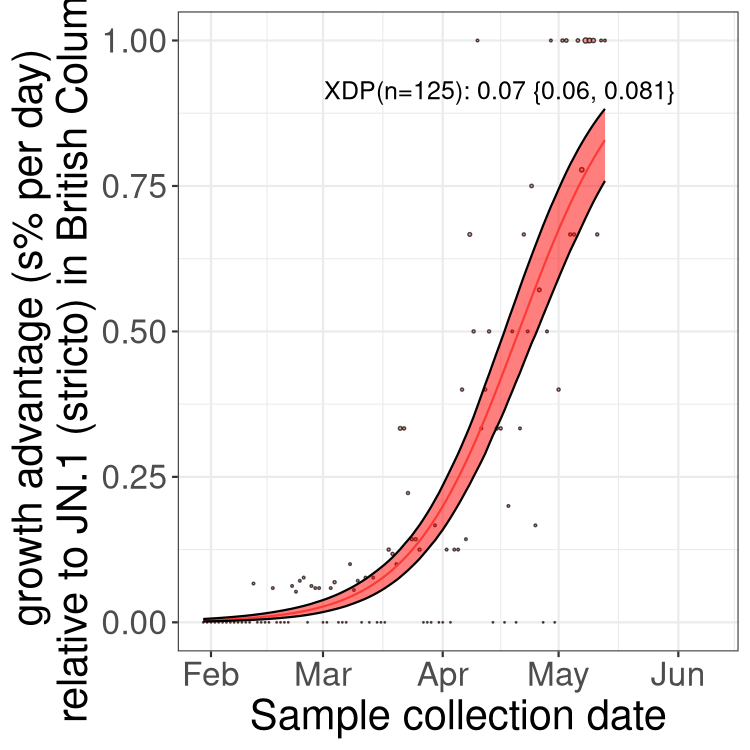 growth advantage (s% per day)
relative to JN.1 (stricto) in British Colum
1.00
0.75
0.50
0.25
0.00
XDP(n=125): 0.07 {0.06, 0.081}
Feb Mar Apr May Jun
Sample collection date